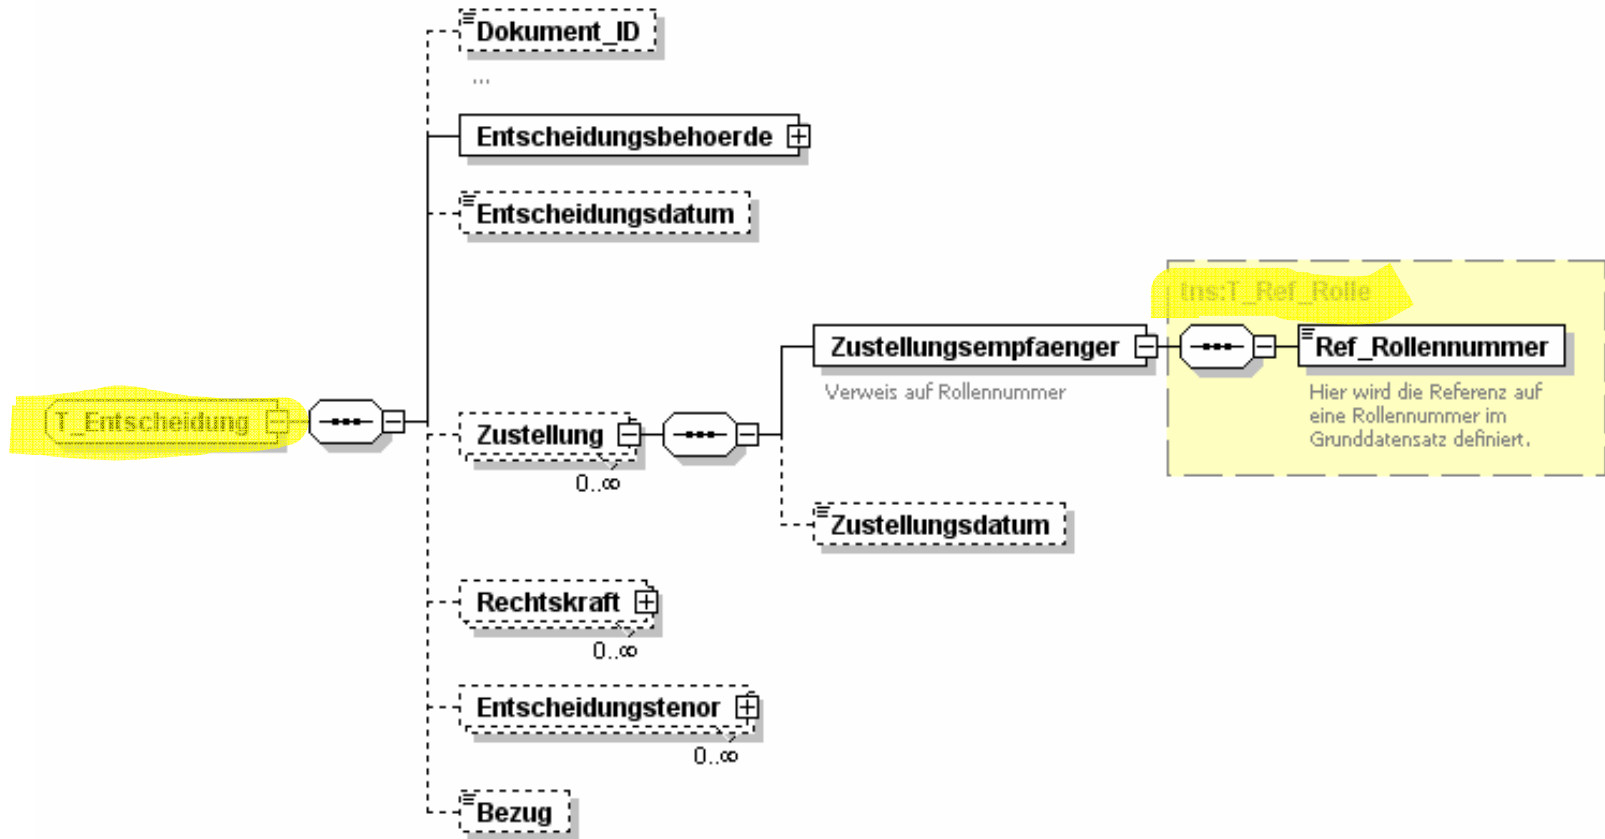 Dokument_ID
...
Entscheidungsbehoerde
Entscheidungsdatum
tns:T_Ref_Rolle
Zustellungsempfaenger
Ref_Rollennummer
Verweis auf Rollennummer
Hier wird die Referenz auf
eine Rollennummer im
Grunddatensatz definiert.
T_Entscheidung
Zustellung
0..∞
Zustellungsdatum
Rechtskraft
0..∞
Entscheidungstenor
0..∞
Bezug